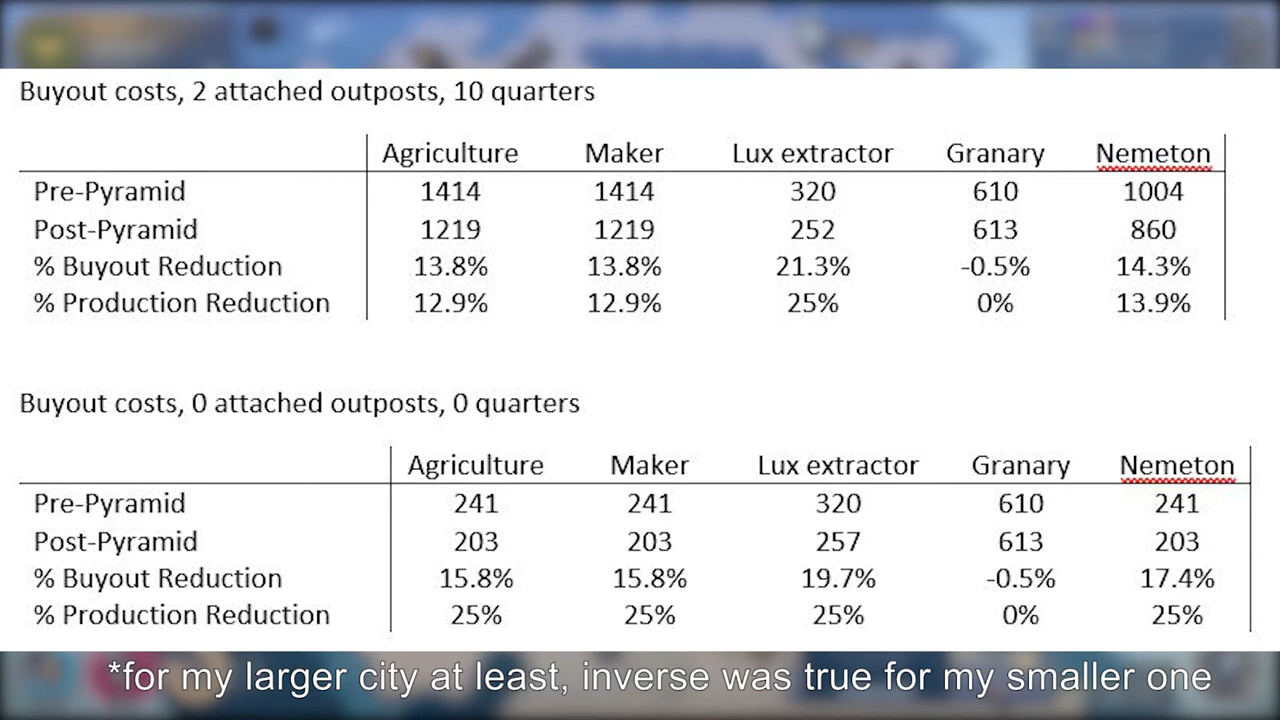 Buyout costs, 2 attached outposts, 10 quarters
Agriculture Maker Lux extractor Granary Nemeton
Pre-Pyramid 1414 1414 320 610 1004
Post-Pyramid 1219 1219 252 613 860
% Buyout Reduction 13.8% 13.8% 21.3% -0.5% 14.3%
% Production Reduction 12.9% 12.9% 25% 0% 13.9%
Buyout costs, 0 attached outposts, 0 quarters
Agriculture Maker Lux extractor Granary Nemeton
Pre-Pyramid 241 241 320 610 241
Post-Pyramid 203 203 257 613 203
% Buyout Reduction 15.8% 15.8% 19.7% -0.5% 17.4%
% Production Reduction 25% 25% 25% 0% 25%
*for my larger city at least, inverse was true for my smaller one